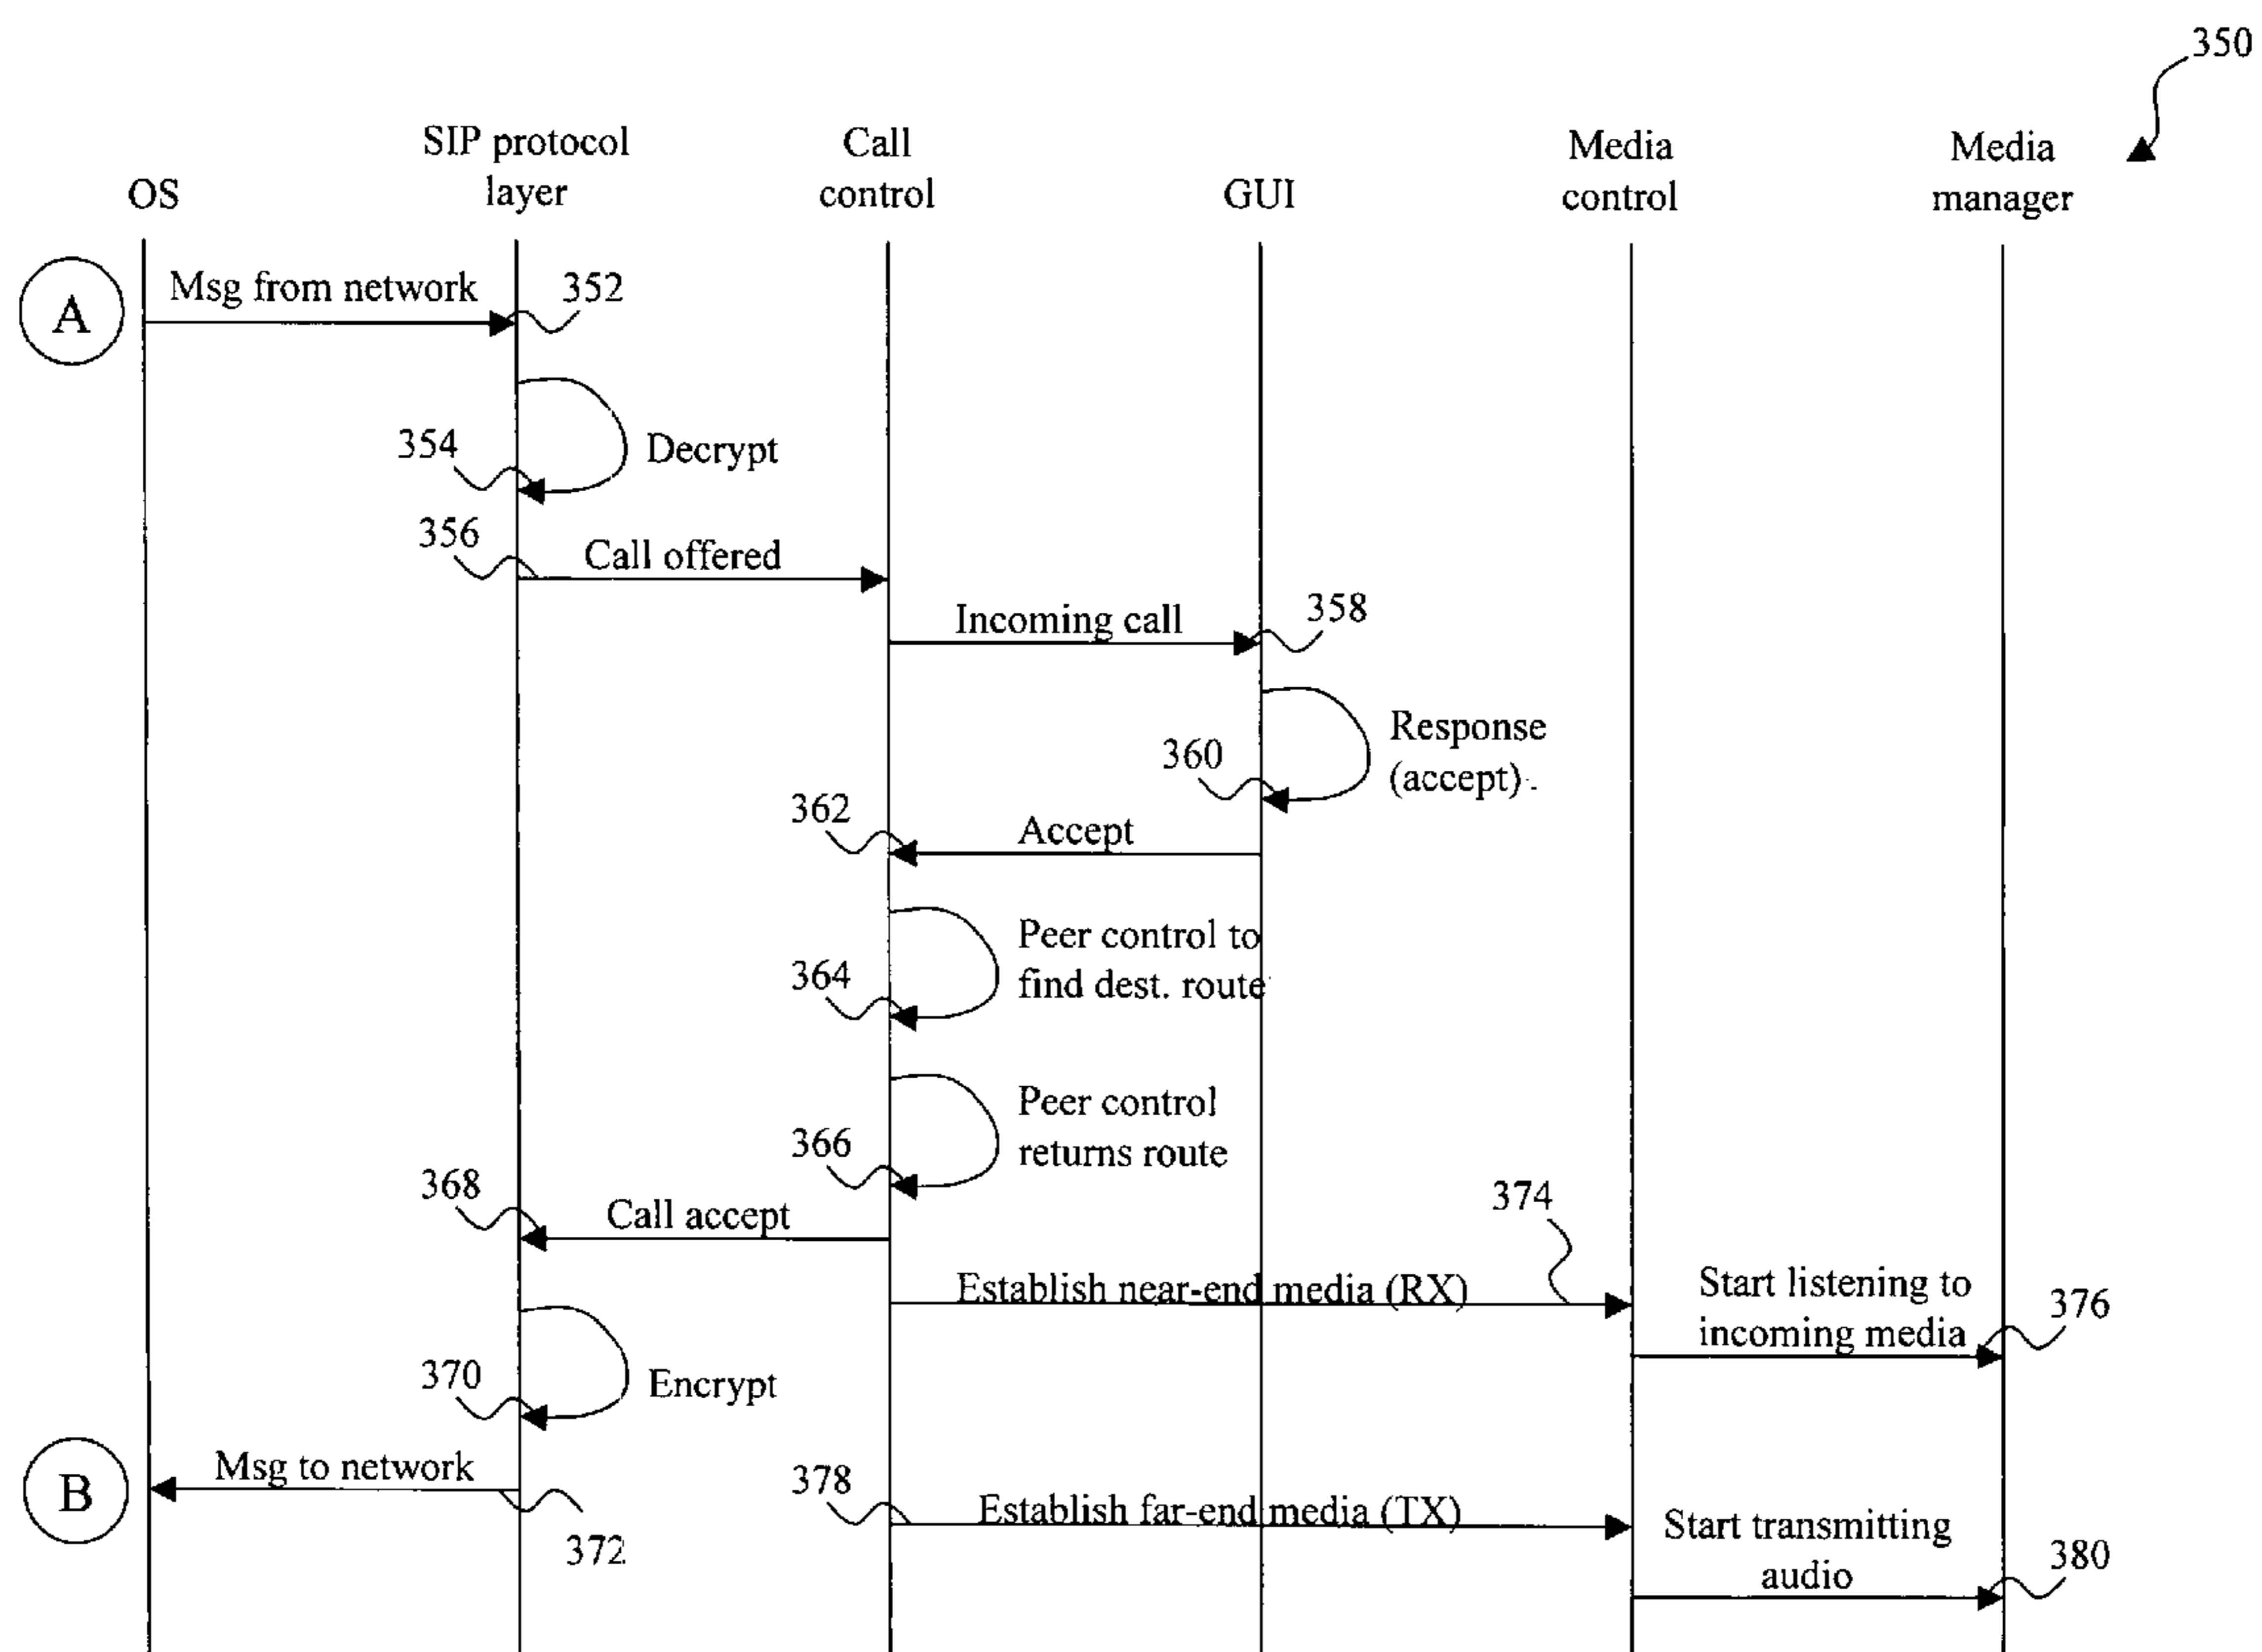 350
SIP protocol
layer
Call
control
Media
control
Media
manager
OS
GUI
A
Msg from network
352
354
Decrypt
356
Call offered
Incoming call
358
360
Response
(accept)
362
Accept
364
Peer control to
find dest. route
366
Peer control
returns route
368
Call accept
374
Establish near-end media (RX)
Start listening to
incoming media
376
370
Encrypt
B
Msg to network
372
378
Establish far-end media (TX)
Start transmitting
audio
380